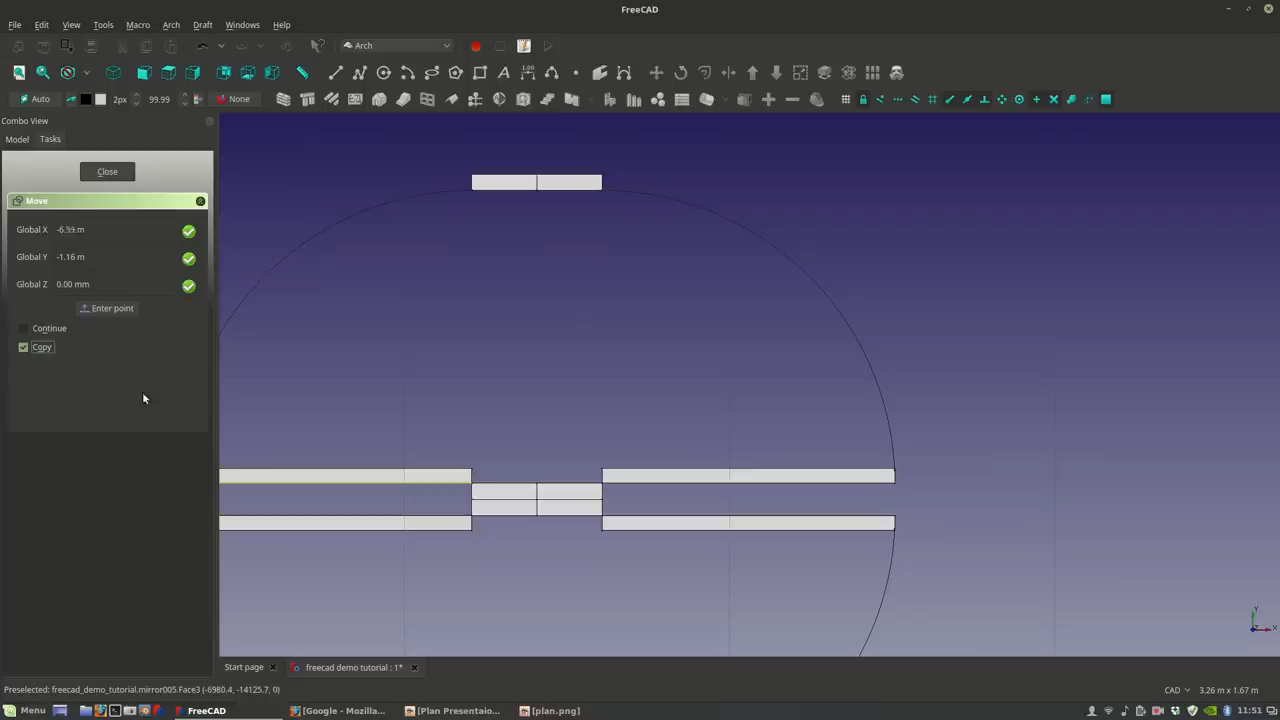 FreeCAD
File Edit View Tools Macro Arch Draft Windows Help
Arch
Auto 2px 99.99 None
Combo View
Model Tasks
Close
Move
Global X
Global Y -1.16 m
Global Z 0.00 mm
Enter point
Continue
Copy
Y
X
Start page freecad demo tutorial : 1*
Preselected: freecad_demo_tutorial.mirror005.Face3 (-6980.4, -14125.7, 0) CAD 3.26 m x 1.67 m
Menu FreeCAD [Google - Mozilla... [Plan Presentaio... [plan.png] 11:51